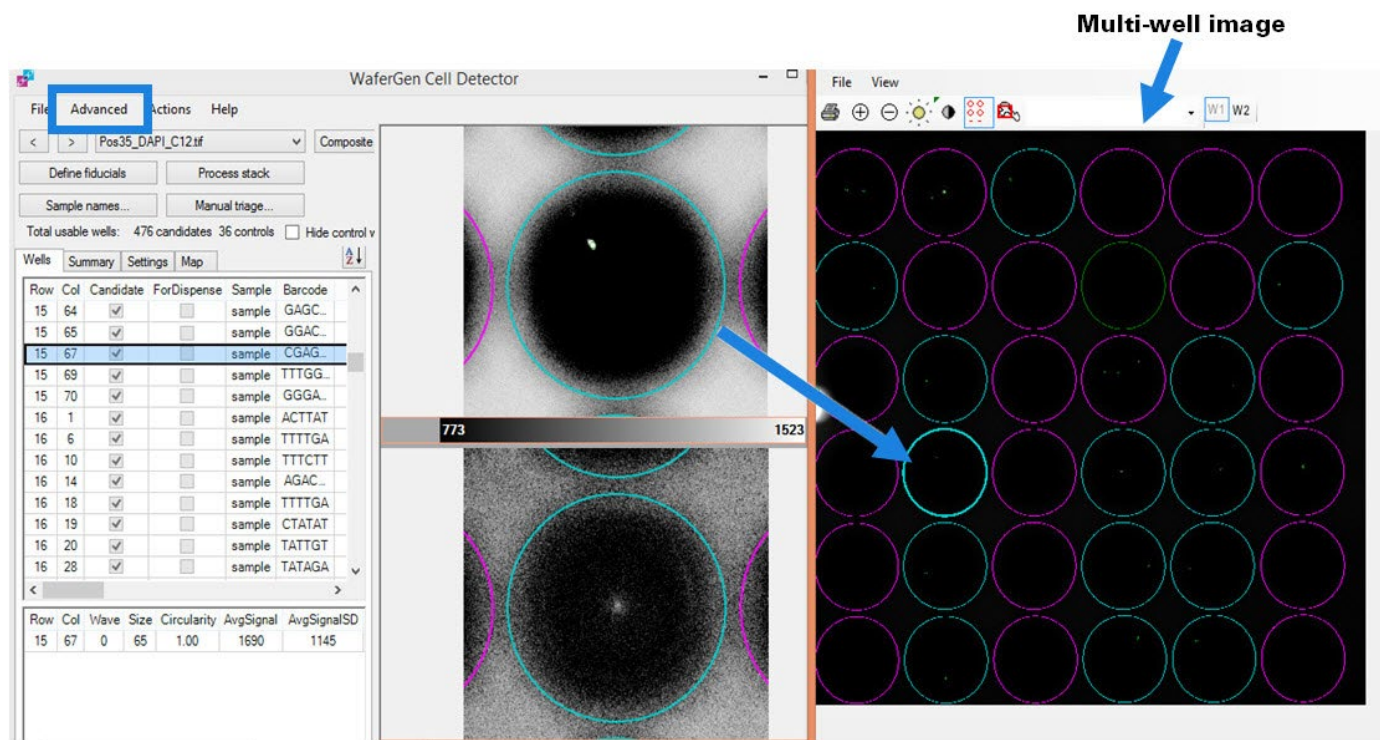 Multi-well image
WaferGen Cell Detector
File Advanced Actions Help
File View
< > Pos35_DAPI_C12.tif Composite
W1 W2
Define fiducials Process stack
Sample names... Manual triage...
Total usable wells: 476 candidates 36 controls Hide control w
Wells Summary Settings Map
Row Col Candidate ForDispense Sample Barcode
15 64 sample GAGC...
15 65 sample GGAC...
15 67 sample CGAG...
15 69 sample TTTGG...
15 70 sample GGGA...
16 1 sample ACTTAT
16 6 sample TTTTGA
16 10 sample TTTCTT
16 14 sample AGAC...
16 18 sample TTTTGA
16 19 sample CTATAT
16 20 sample TATTGT
16 28 sample TATAGA
773 1523
Row Col Wave Size Circularity AvgSignal AvgSignalSD
15 67 0 65 1.00 1690 1145